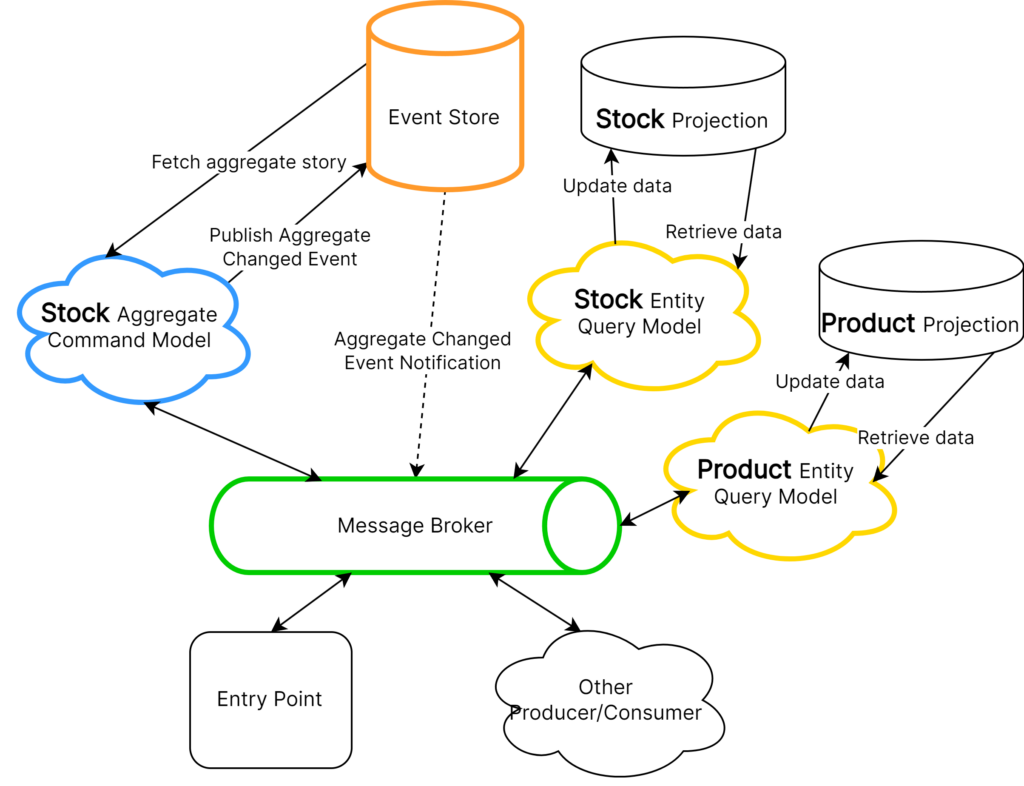 Event Store
Stock Projection
Fetch aggregate story
Update data
Publish Aggregate
Changed Event
Retrieve data
Stock Aggregate
Command Model
Stock Entity
Query Model
Product Projection
Aggregate Changed
Event Notification
Update data
Retrieve data
Product Entity
Query Model
Message Broker
Entry Point
Other
Producer/Consumer